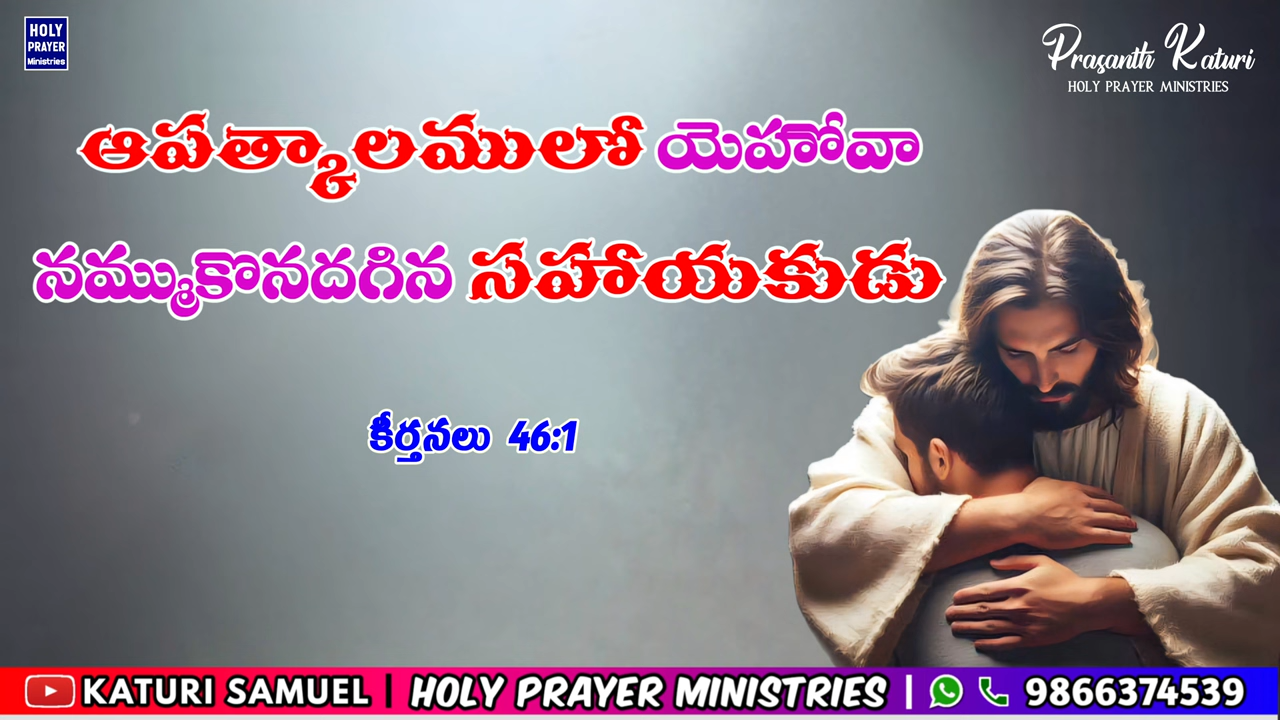 HOLY
PRAYER
Ministries
Prasanth Katuri
HOLY PRAYER MINISTRIES
ఆపత్కాలములో యెహోవా
నమ్ముకొనదగిన సహాయకుడు
కీర్తనలు 46:1
KATURI SAMUEL | HOLY PRAYER MINISTRIES | 9866374539